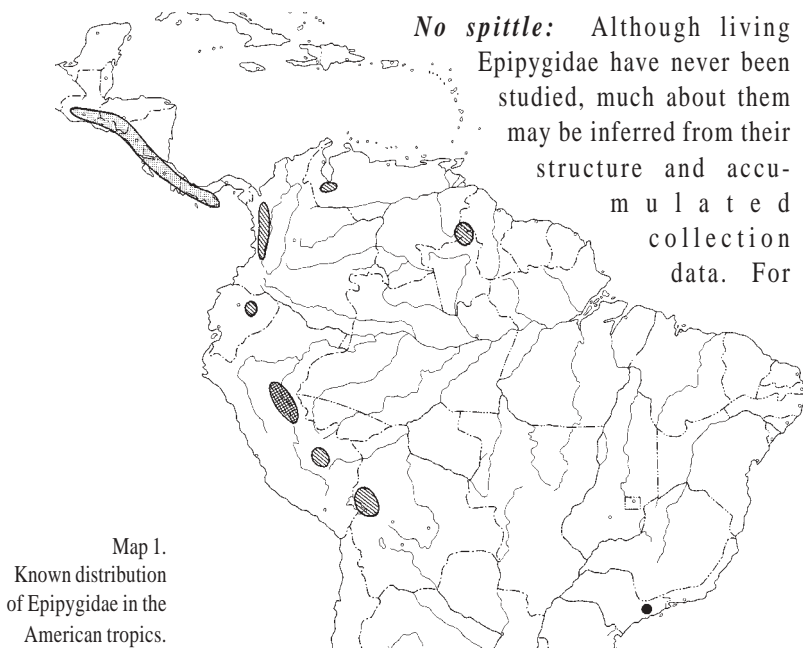 No spittle: Although living
Epipygidae have never been
studied, much about them
may be inferred from their
structure and accu-
mulated
collection
data. For
Map 1.
Known distribution
of Epipygidae in the
American tropics.